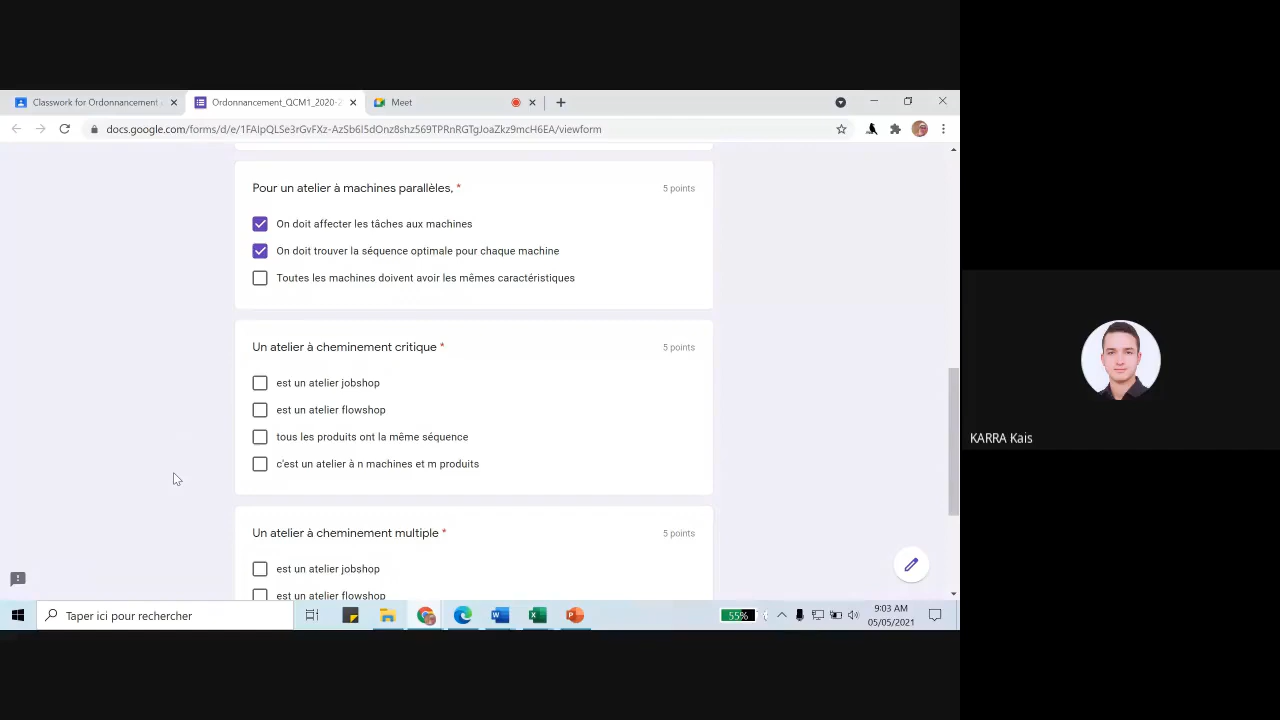 Classwork for Ordonnancement
Ordonnancement_QCM1_2020-2
Meet
docs.google.com/forms/d/e/1FAIpQLSe3rGvFXz-AzSb6I5dOnz8shz569TPRnRGTgJoaZkz9mcH6EA/viewform
Pour un atelier à machines parallèles, *
5 points
On doit affecter les tâches aux machines
On doit trouver la séquence optimale pour chaque machine
Toutes les machines doivent avoir les mêmes caractéristiques
Un atelier à cheminement critique *
5 points
est un atelier jobshop
est un atelier flowshop
tous les produits ont la même séquence
c'est un atelier à n machines et m produits
Un atelier à cheminement multiple *
5 points
est un atelier jobshop
est un atelier flowshop
KARRA Kais
Taper ici pour rechercher
55%
9:03 AM
05/05/2021